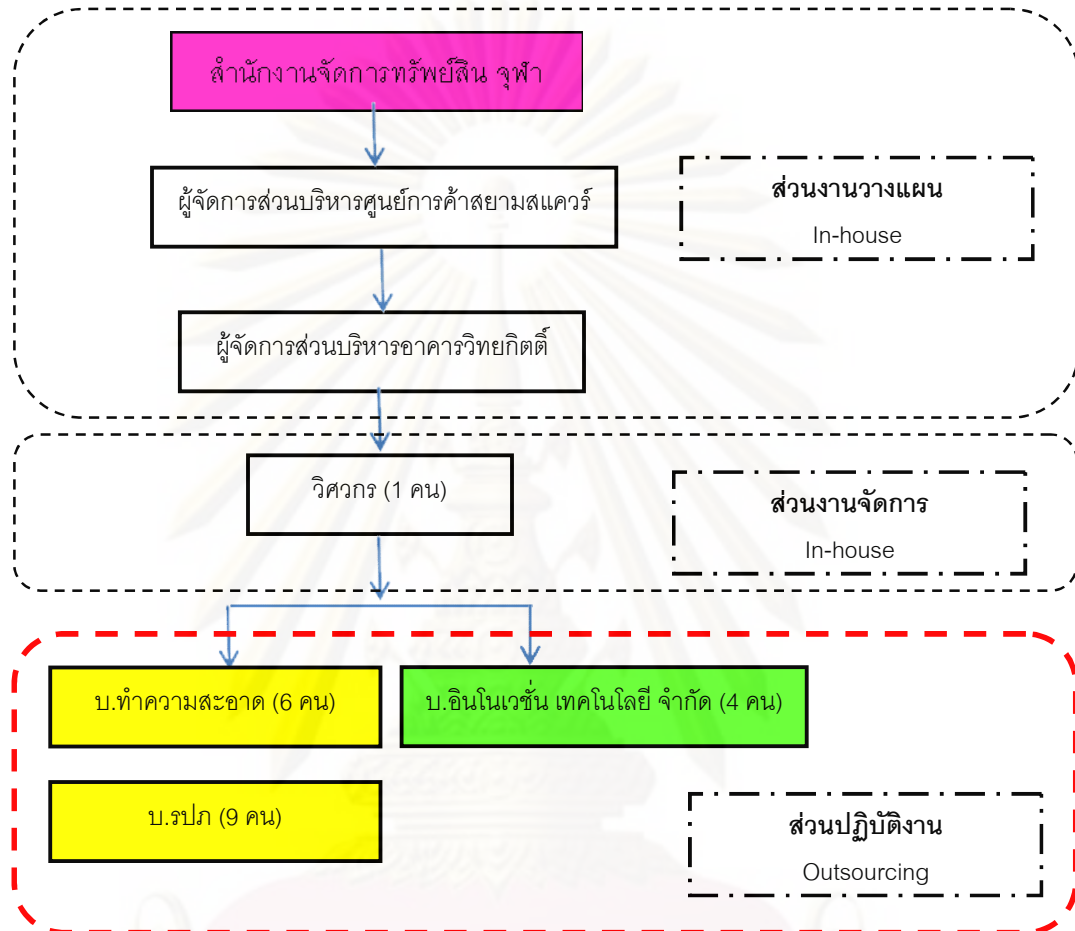 สำนักงานจัดการทรัพย์สิน จุฬา
ผู้จัดการส่วนบริหารศูนย์การค้าสยามสแควร์
ส่วนงานวางแผน
In-house
ผู้จัดการส่วนบริหารอาคารวิทยกิตติ์
วิศวกร (1 คน)
ส่วนงานจัดการ
In-house
บ.ทำความสะอาด (6 คน)
บ.อินโนเวชั่น เทคโนโลยี จำกัด (4 คน)
บ.รปภ (9 คน)
ส่วนปฏิบัติงาน
Outsourcing